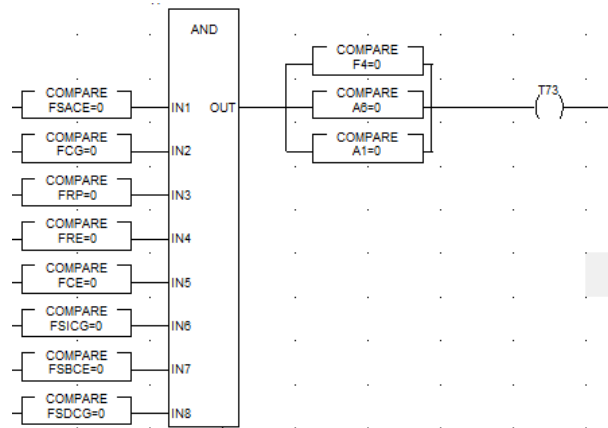 AND
COMPARE
F4=0
COMPARE
FSACE=0
IN1 OUT
COMPARE
A6=0
T73
COMPARE
FCG=0
IN2
COMPARE
A1=0
COMPARE
FRP=0
IN3
COMPARE
FRE=0
IN4
COMPARE
FCE=0
IN5
COMPARE
FSICG=0
IN6
COMPARE
FSBCE=0
IN7
COMPARE
FSDCG=0
IN8